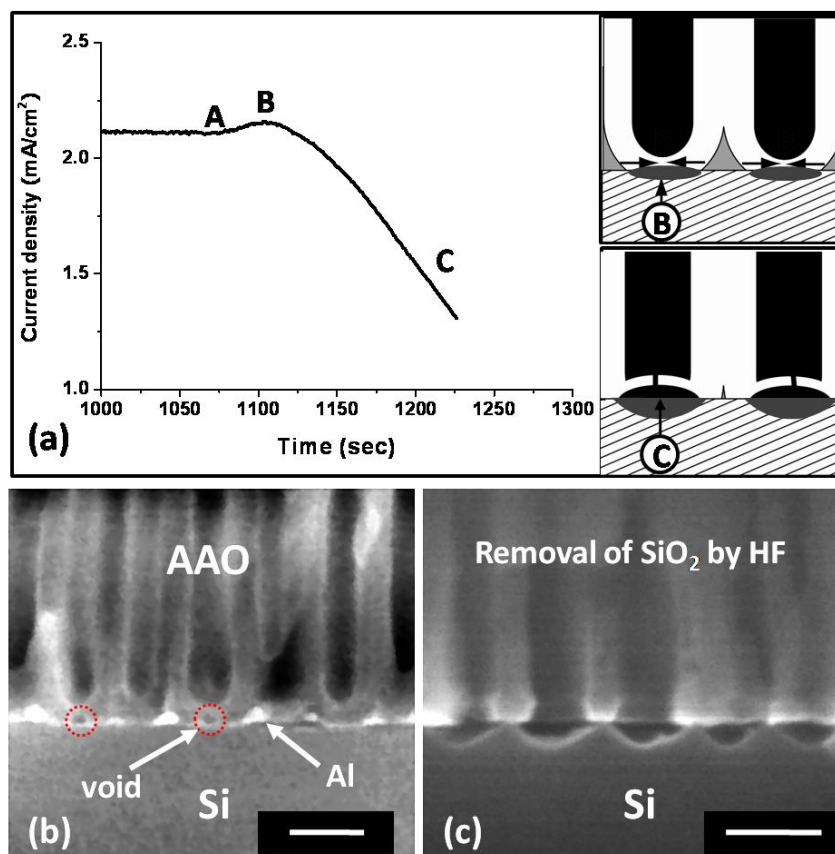 2.5
2.0
1.5
1.0
1000
1050
1100
1150
1200
1250
1300
Current density (mA/cm²)
Time (sec)
A
B
C
(a)
B
C
AAO
void
Al
Si
(b)
Removal of SiO₂ by HF
Si
(c)